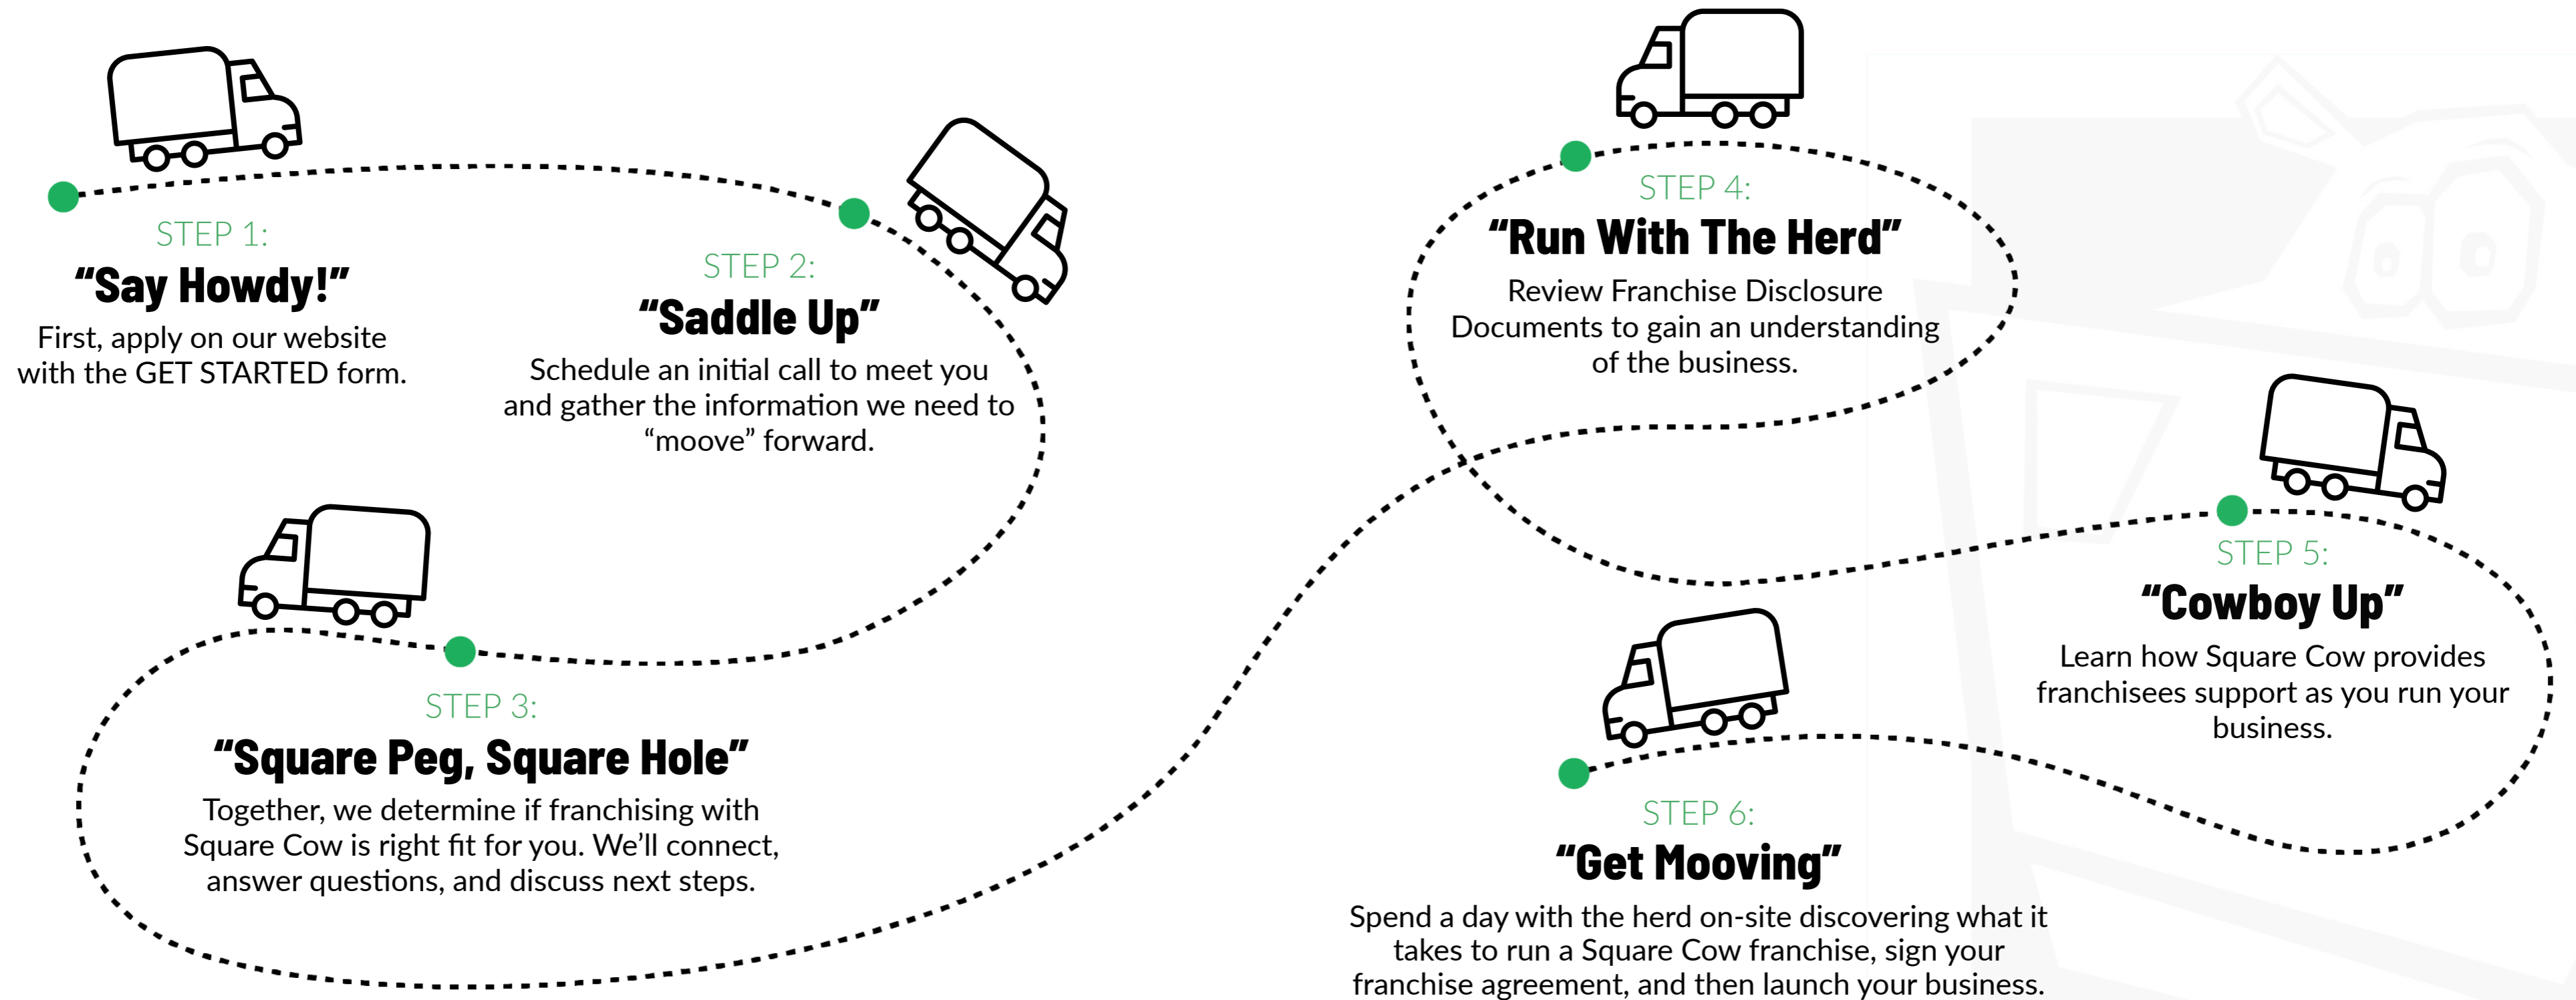 STEP 1:
“Say Howdy!”
First, apply on our website
with the GET STARTED form.
STEP 2:
“Saddle Up”
Schedule an initial call to meet you
and gather the information we need to
“moove” forward.
STEP 3:
“Square Peg, Square Hole”
Together, we determine if franchising with
Square Cow is right fit for you. We’ll connect,
answer questions, and discuss next steps.
STEP 4:
“Run With The Herd”
Review Franchise Disclosure
Documents to gain an understanding
of the business.
STEP 5:
“Cowboy Up”
Learn how Square Cow provides
franchisees support as you run your
business.
STEP 6:
“Get Mooving”
Spend a day with the herd on-site discovering what it
takes to run a Square Cow franchise, sign your
franchise agreement, and then launch your business.